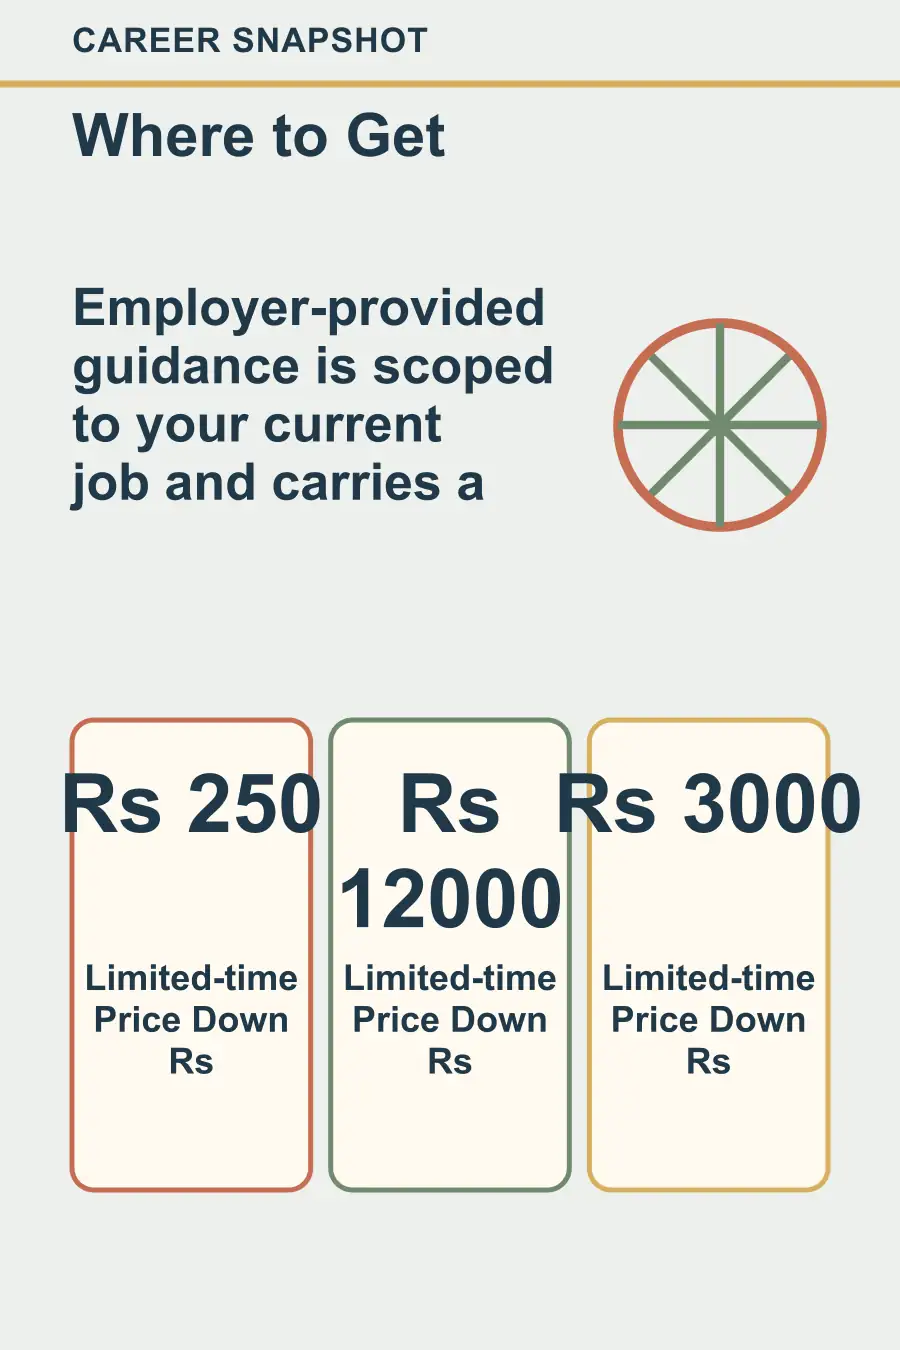 CAREER SNAPSHOT
Where to Get
Employer-provided
guidance is scoped
to your current
job and carries a
Rs 250
Limited-time
Price Down
Rs
Rs
12000
Limited-time
Price Down
Rs
Rs 3000
Limited-time
Price Down
Rs